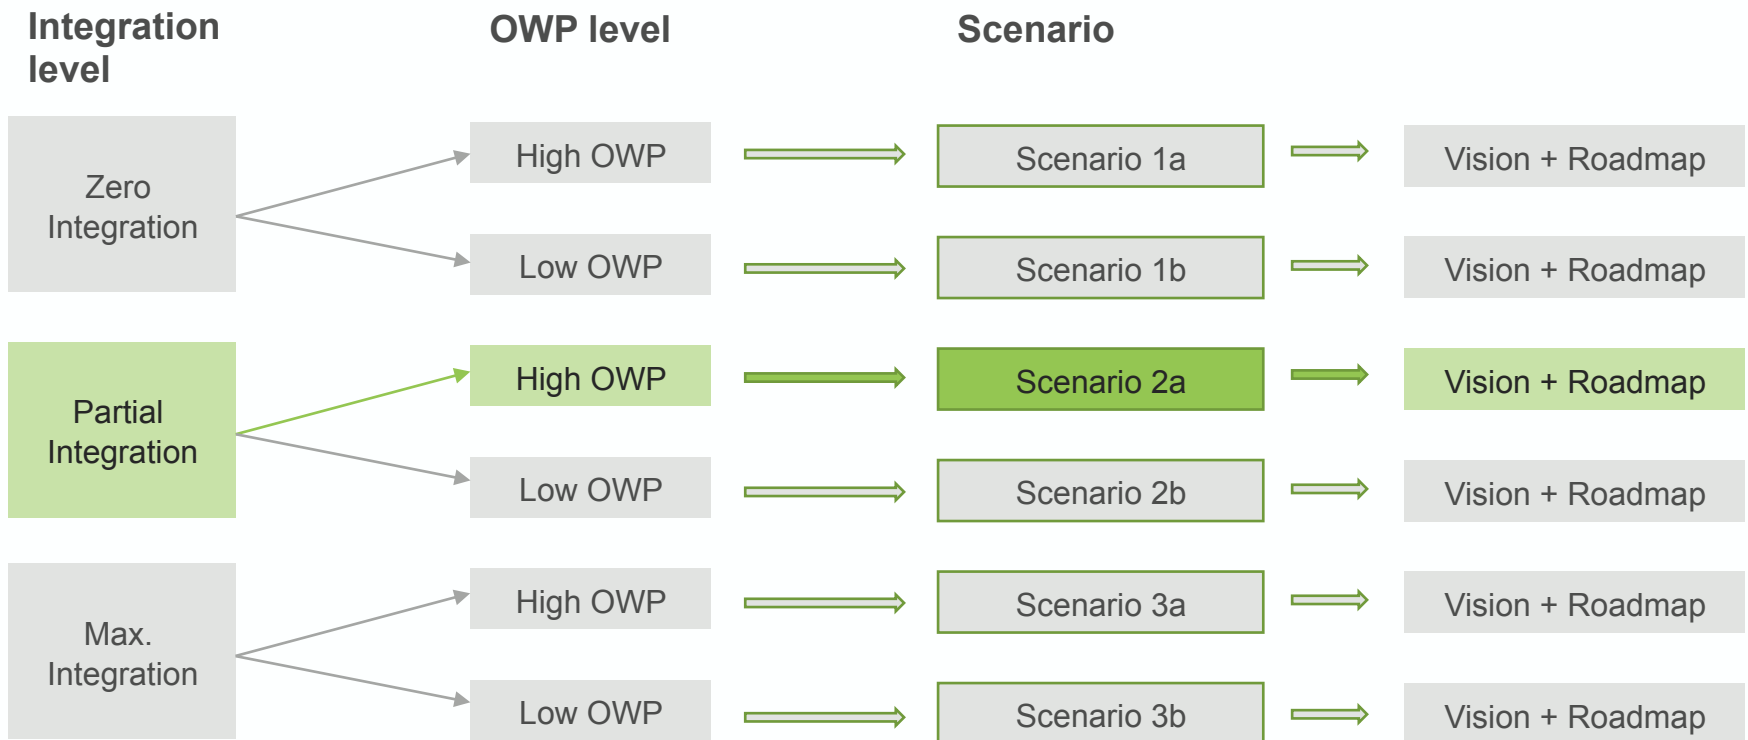 Integration
level
OWP level
Scenario
Zero
Integration
High OWP
Scenario 1a
Vision + Roadmap
Low OWP
Scenario 1b
Vision + Roadmap
Partial
Integration
High OWP
Scenario 2a
Vision + Roadmap
Low OWP
Scenario 2b
Vision + Roadmap
Max.
Integration
High OWP
Scenario 3a
Vision + Roadmap
Low OWP
Scenario 3b
Vision + Roadmap